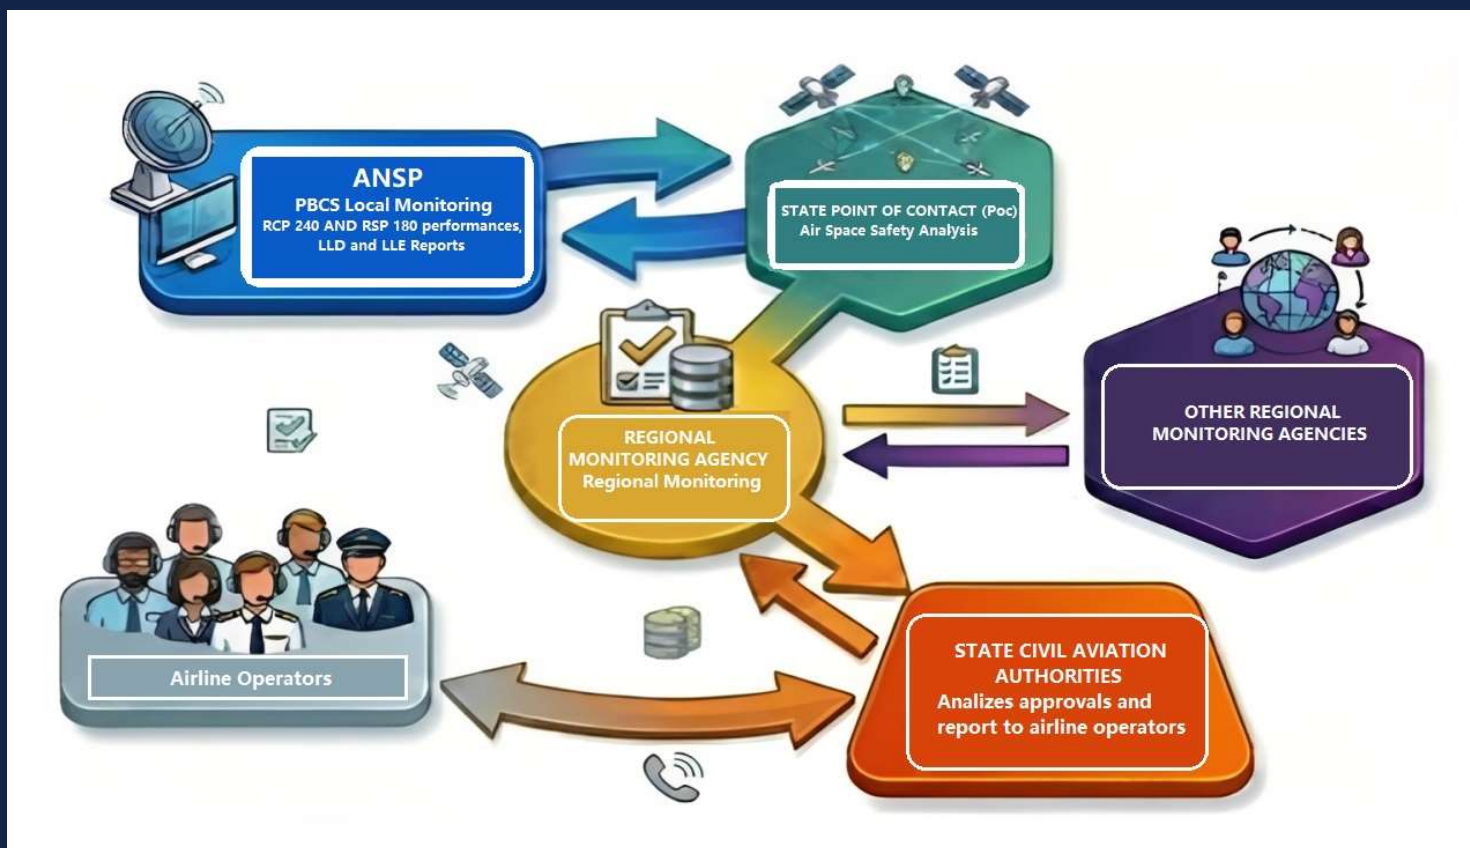 ANSP
PBCS Local Monitoring
RCP 240 AND RSP 180 performances,
LLD and LLE Reports
STATE POINT OF CONTACT (Poc)
Air Space Safety Analysis
REGIONAL
MONITORING AGENCY
Regional Monitoring
OTHER REGIONAL
MONITORING AGENCIES
Airline Operators
STATE CIVIL AVIATION
AUTHORITIES
Analizes approvals and
report to airline operators